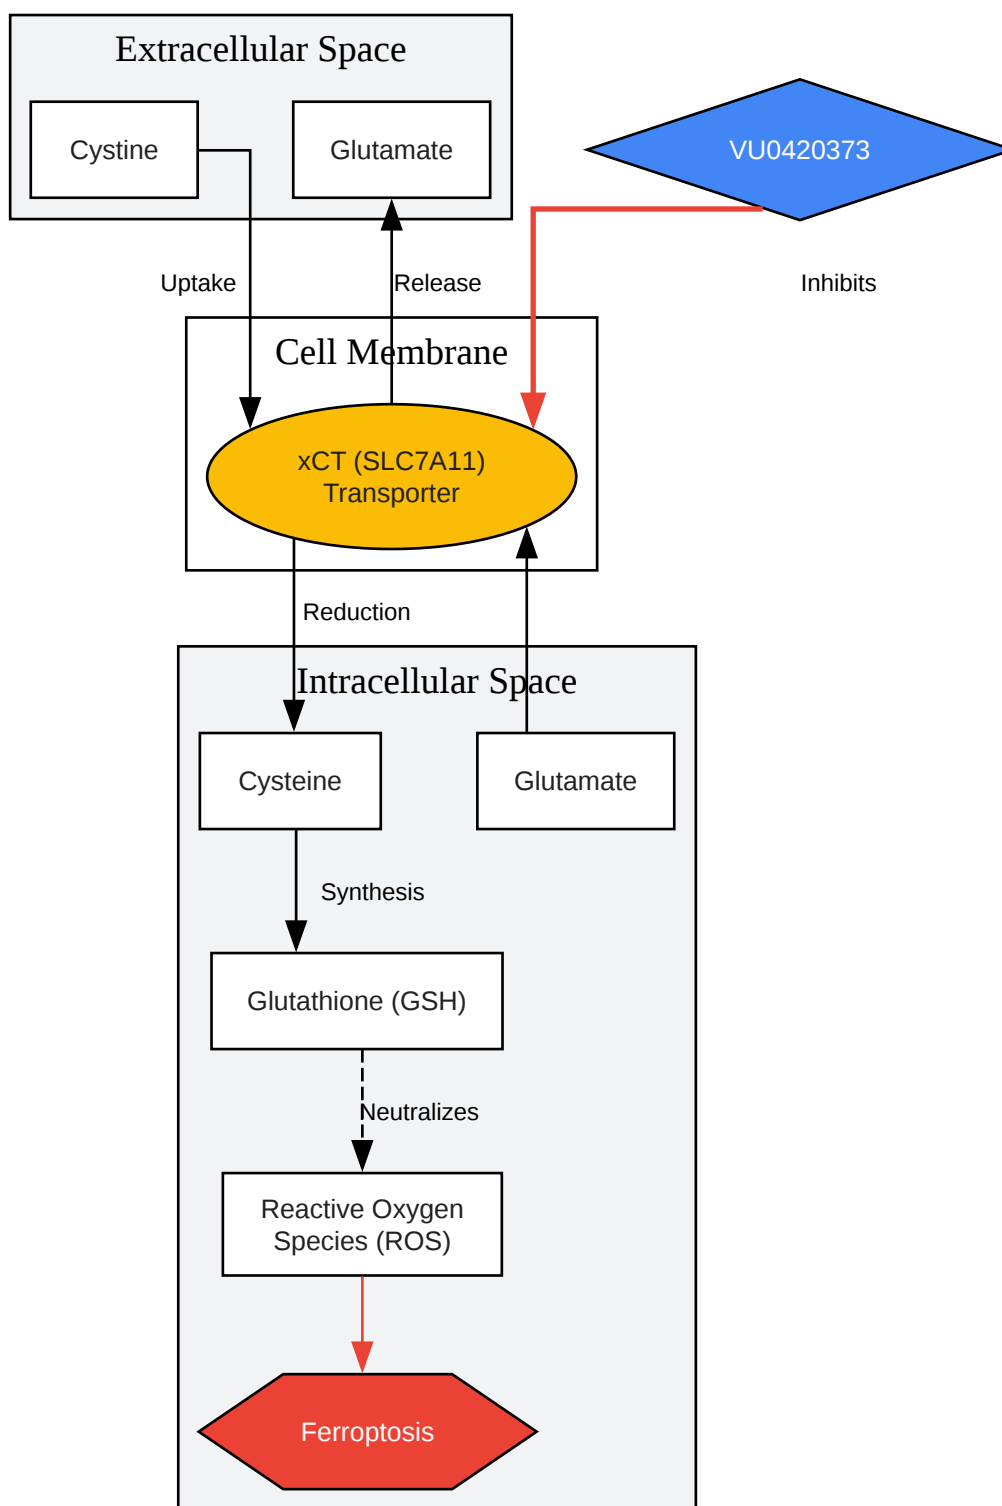 Extracellular Space
Cystine
Glutamate
VU0420373
Uptake
Release
Inhibits
Cell Membrane
xCT (SLC7A11)
Transporter
Reduction
Intracellular Space
Cysteine
Glutamate
Synthesis
Glutathione (GSH)
Neutralizes
Reactive Oxygen
Species (ROS)
Ferroptosis